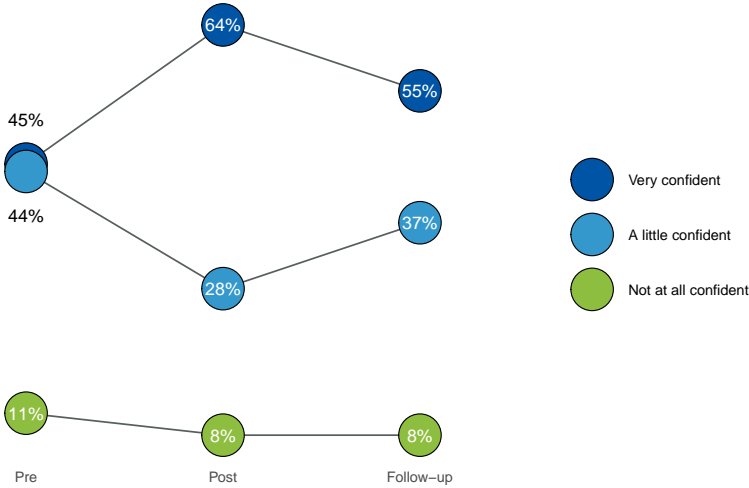 64%
55%
45%
44%
37%
28%
11%
8%
8%
Pre
Post
Follow−up
Very confident
A little confident
Not at all confident